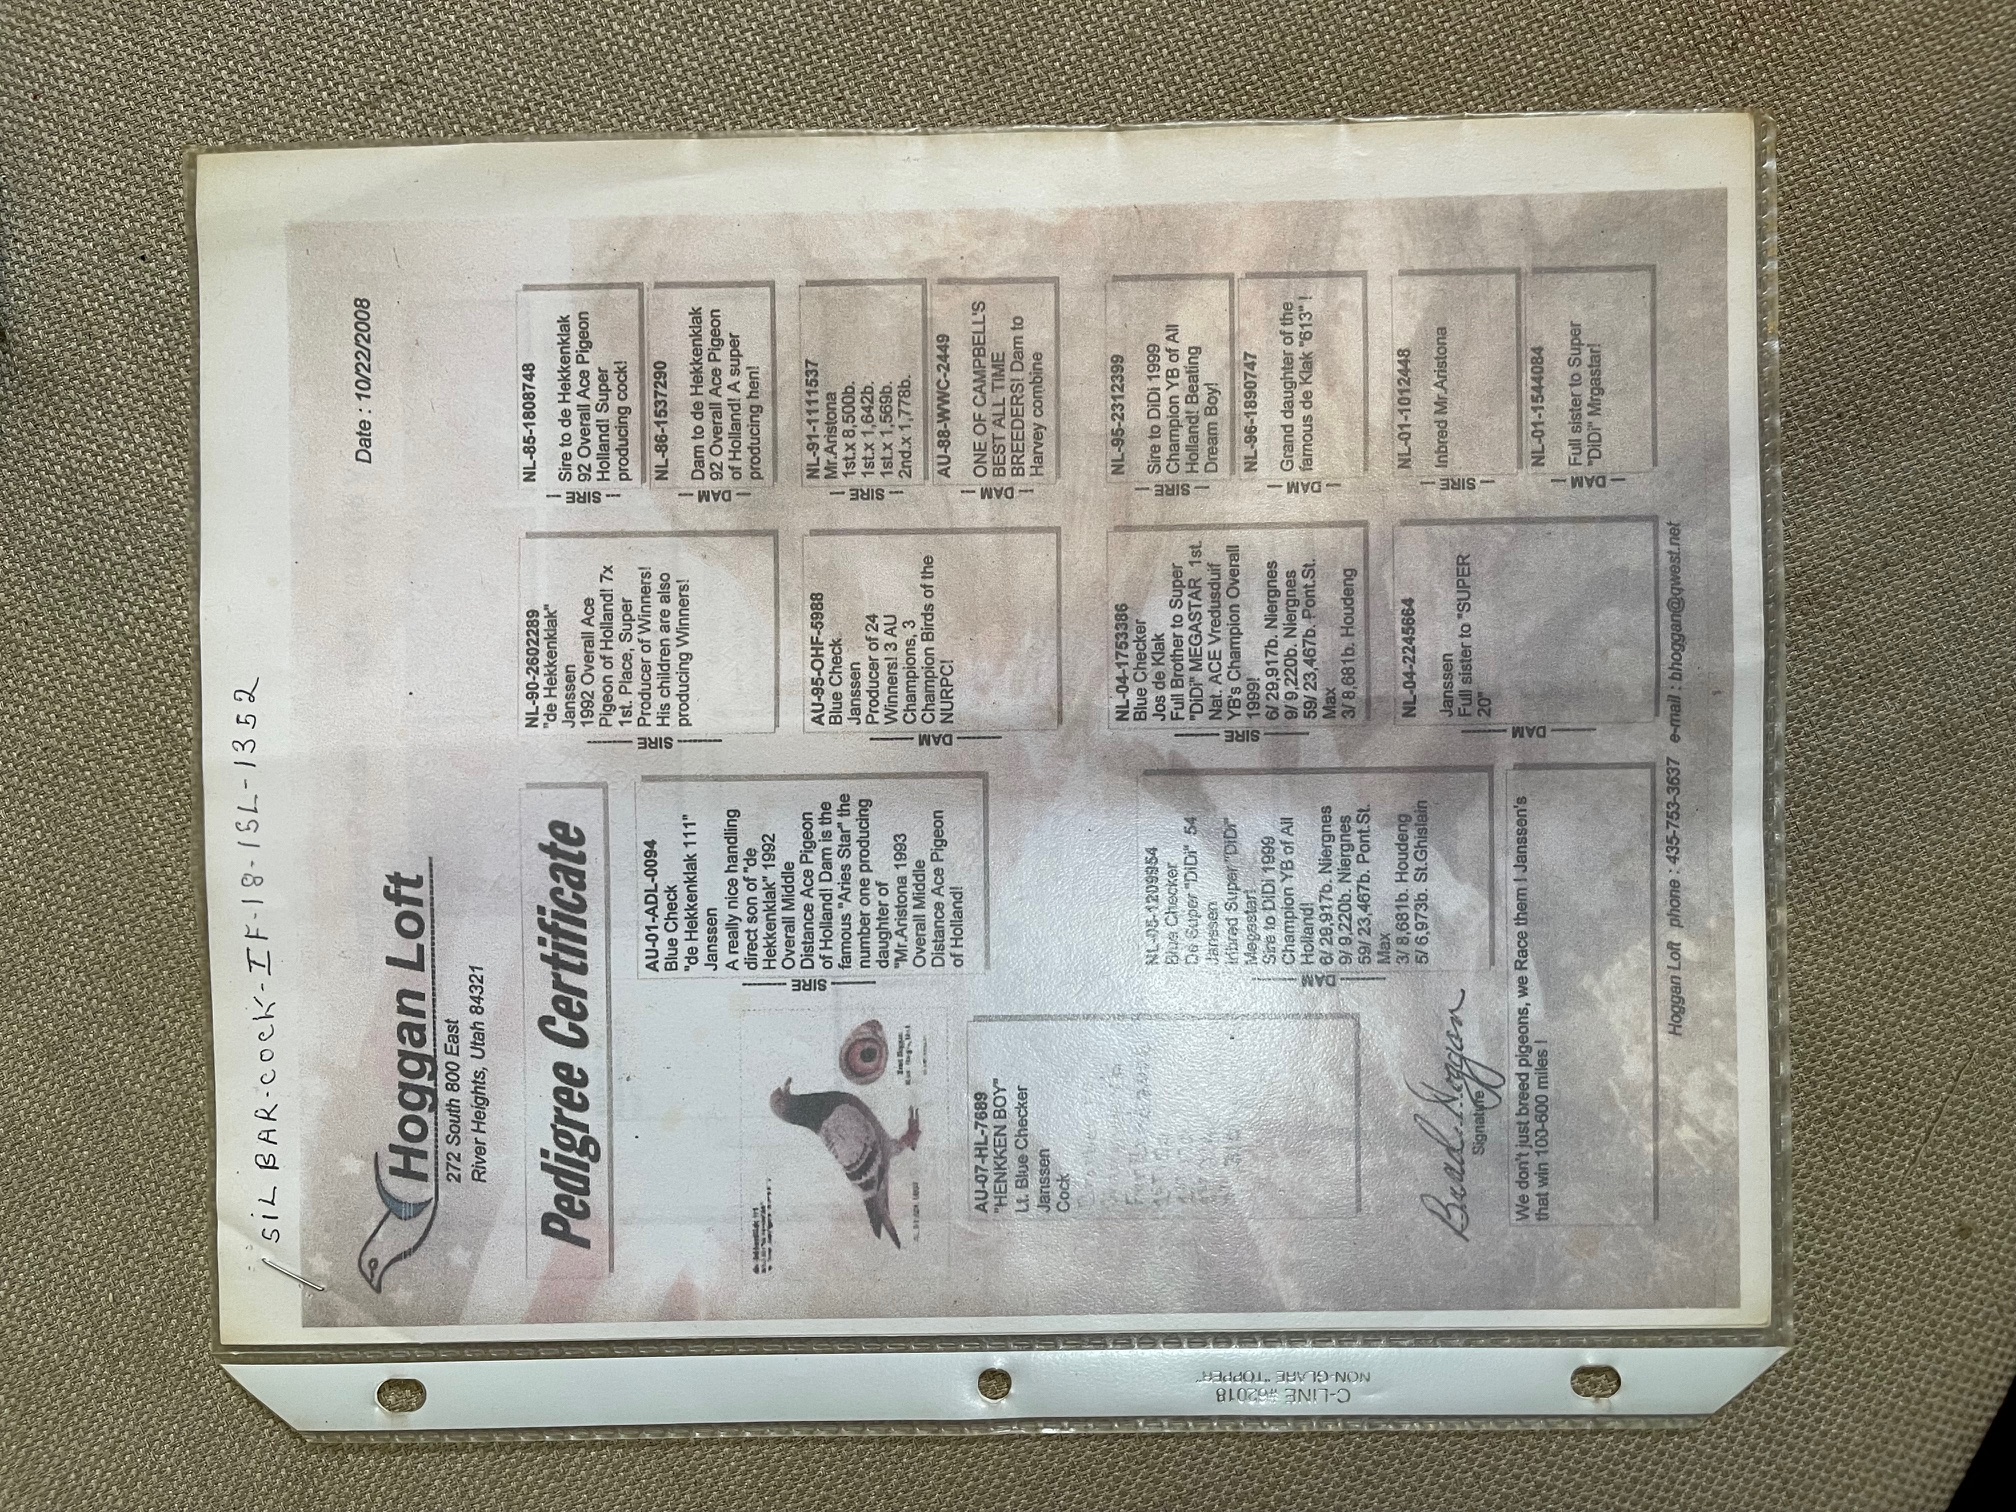 SIL BAR-COCK-IF-18-ISL-1352
Hoggan Loft
272 South 800 East
River Heights, Utah 84321
Date : 10/22/2008
Pedigree Certificate
AU-07-HL-7689
"HENKKEN BOY"
Lt. Blue Checker
Janssen
Cock
SIRE
AU-01-ADL-0094
Blue Check
"de Hekkenklak 111"
Janssen
A really nice handling
direct son of "de
Hekkenklak" 1992
Overall Middle
Distance Ace Pigeon
of Holland! Dam is the
famous "Aries Star" the
number one producing
daughter of
"Mr.Aristona 1993
Overall Middle
Distance Ace Pigeon
of Holland!
DAM
NL-05-1209954
Blue Checker
De Super "DiDi" 54
Janssen
Inbred Super "DiDi"
Megastar!
Sire to DiDi 1999
Champion YB of All
Holland!
6/ 29,917b. Niergnes
9/ 9,220b. Niergnes
59/ 23,467b. Pont.St.
Max
3/ 8,681b. Houdeng
5/ 6,973b. St.Ghislain
SIRE
NL-90-2602289
"de Hekkenklak"
Janssen
1992 Overall Ace
Pigeon of Holland! 7x
1st. Place, Super
Producer of Winners!
His children are also
producing Winners!
DAM
AU-95-OHF-5988
Blue Check
Janssen
Producer of 24
Winners! 3 AU
Champions, 3
Champion Birds of the
NURPC!
SIRE
NL-04-1753386
Blue Checker
Jos de Klak
Full Brother to Super
"DIDi" MEGASTAR 1st.
Nat. ACE Vredusduif
YB's Champion Overall
1999!
6/ 29,917b. Niergnes
9/ 9,220b. Niergnes
59/ 23,467b. Pont.St.
Max
3/ 8,681b. Houdeng
DAM
NL-04-2245664
Janssen
Full sister to "SUPER
20"
SIRE
NL-85-1808748
Sire to de Hekkenklak
92 Overall Ace Pigeon
Holland! Super
producing cock!
DAM
NL-86-1537290
Dam to de Hekkenklak
92 Overall Ace Pigeon
of Holland! A super
producing hen!
SIRE
NL-91-1111537
Mr.Aristona
1st.x 8,500b.
1st.x 1,642b.
1st.x 1,569b.
2nd.x 1,778b.
DAM
AU-88-WWC-2449
ONE OF CAMPBELL'S
BEST ALL TIME
BREEDERS! Dam to
Harvey combine
SIRE
NL-95-2312399
Sire to DiDi 1999
Champion YB of All
Holland! Beating
Dream Boy!
DAM
NL-96-1890747
Grand daughter of the
famous de Klak "613" !
SIRE
NL-01-1012448
Inbred Mr.Aristona
DAM
NL-01-1544084
Full sister to Super
"DiDi" Mrgastar!
Brad L. Hoggan
Signature
We don't just breed pigeons, we Race them ! Janssen's
that win 100-600 miles !
Hoggan Loft phone : 435-753-3637 e-mail : bhoggan@qwest.net
C-LINE #62018
NON-GLARE "TOPPER"